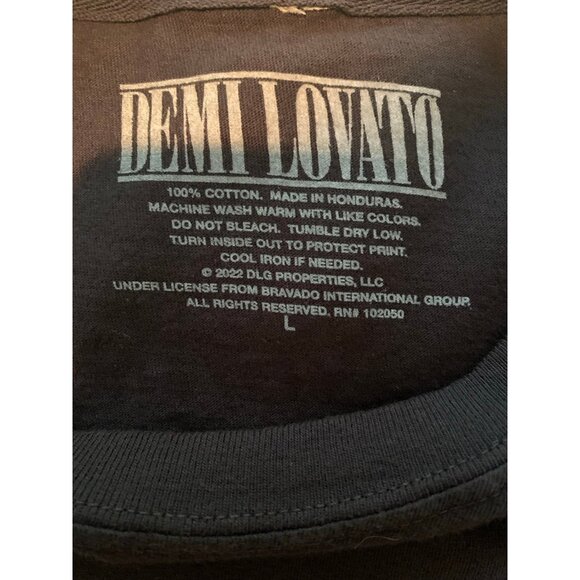 DEMI LOVATO
100% COTTON. MADE IN HONDURAS.
MACHINE WASH WARM WITH LIKE COLORS.
DO NOT BLEACH. TUMBLE DRY LOW.
TURN INSIDE OUT TO PROTECT PRINT.
COOL IRON IF NEEDED.
© 2022 DLG PROPERTIES, LLC
UNDER LICENSE FROM BRAVADO INTERNATIONAL GROUP.
ALL RIGHTS RESERVED. RN# 102050
L